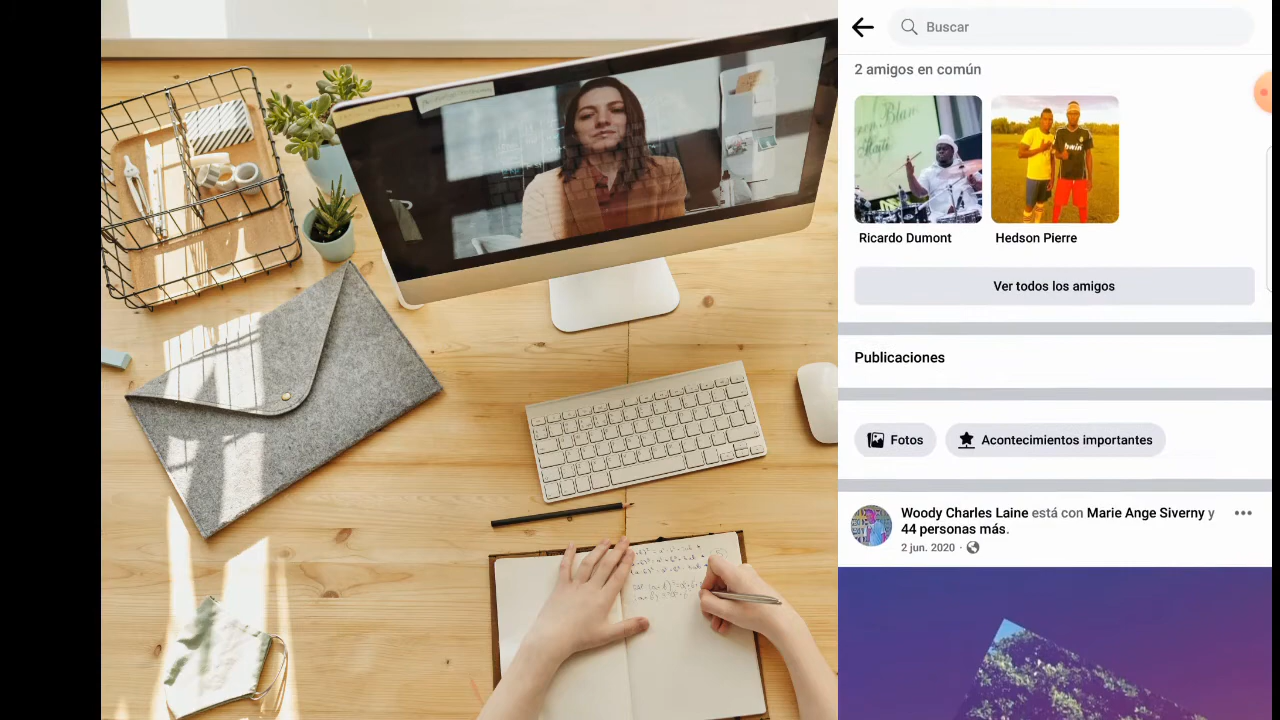 Buscar
2 amigos en común
bwin
Ricardo Dumont
Hedson Pierre
Ver todos los amigos
Publicaciones
Fotos
Acontecimientos importantes
Woody Charles Laine está con Marie Ange Siverny y
44 personas más.
2 jun. 2020 ·